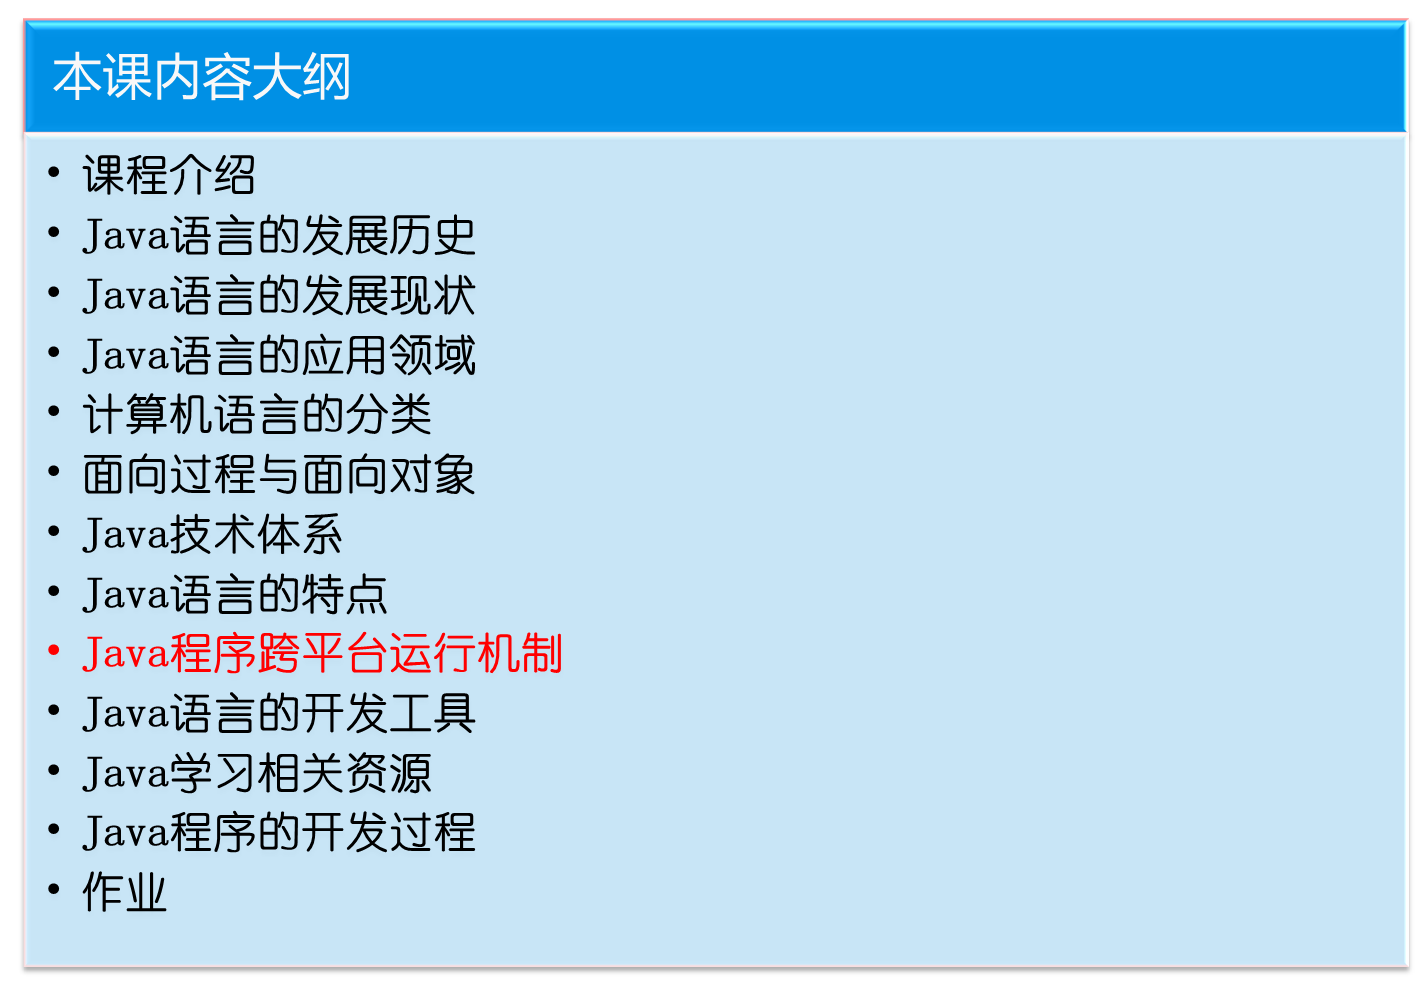 本课内容大纲
• 课程介绍
• Java语言的发展历史
• Java语言的发展现状
• Java语言的应用领域
• 计算机语言的分类
• 面向过程与面向对象
• Java技术体系
• Java语言的特点
• Java程序跨平台运行机制
• Java语言的开发工具
• Java学习相关资源
• Java程序的开发过程
• 作业